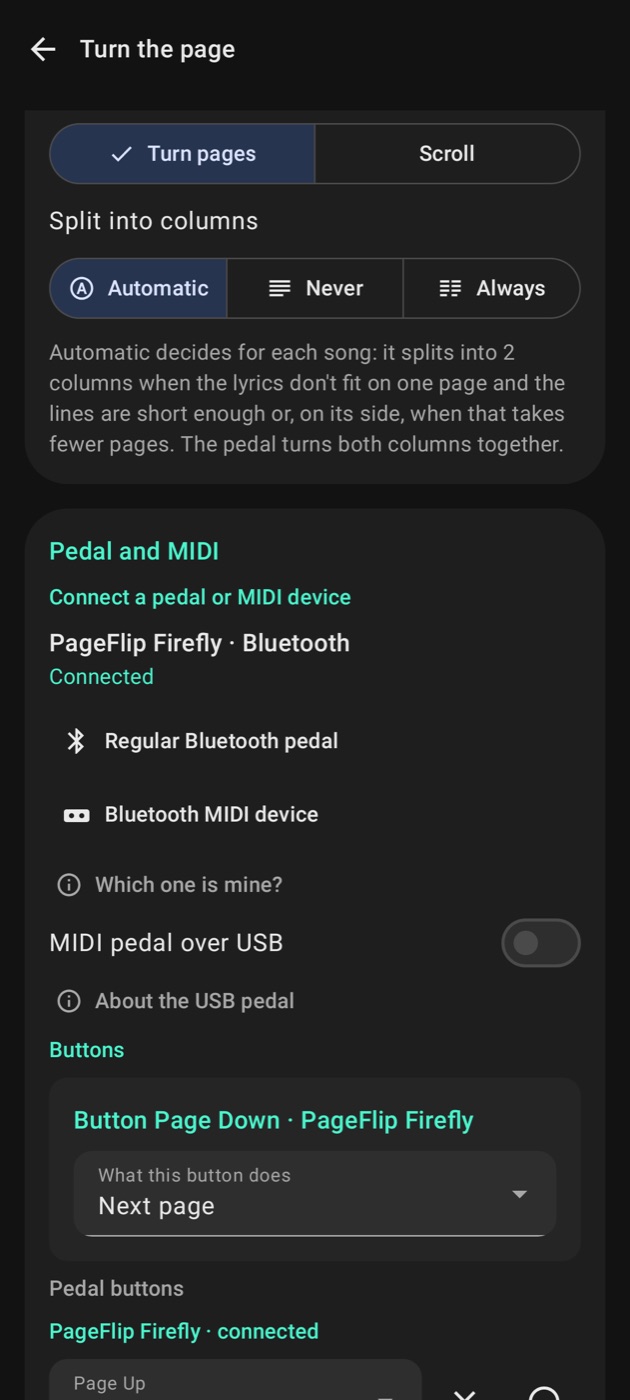 Turn the page
Turn pages
Scroll
Split into columns
Automatic
Never
Always
Automatic decides for each song: it splits into 2
columns when the lyrics don't fit on one page and the
lines are short enough or, on its side, when that takes
fewer pages. The pedal turns both columns together.
Pedal and MIDI
Connect a pedal or MIDI device
PageFlip Firefly · Bluetooth
Connected
Regular Bluetooth pedal
Bluetooth MIDI device
Which one is mine?
MIDI pedal over USB
About the USB pedal
Buttons
Button Page Down · PageFlip Firefly
What this button does
Next page
Pedal buttons
PageFlip Firefly · connected
Page Up